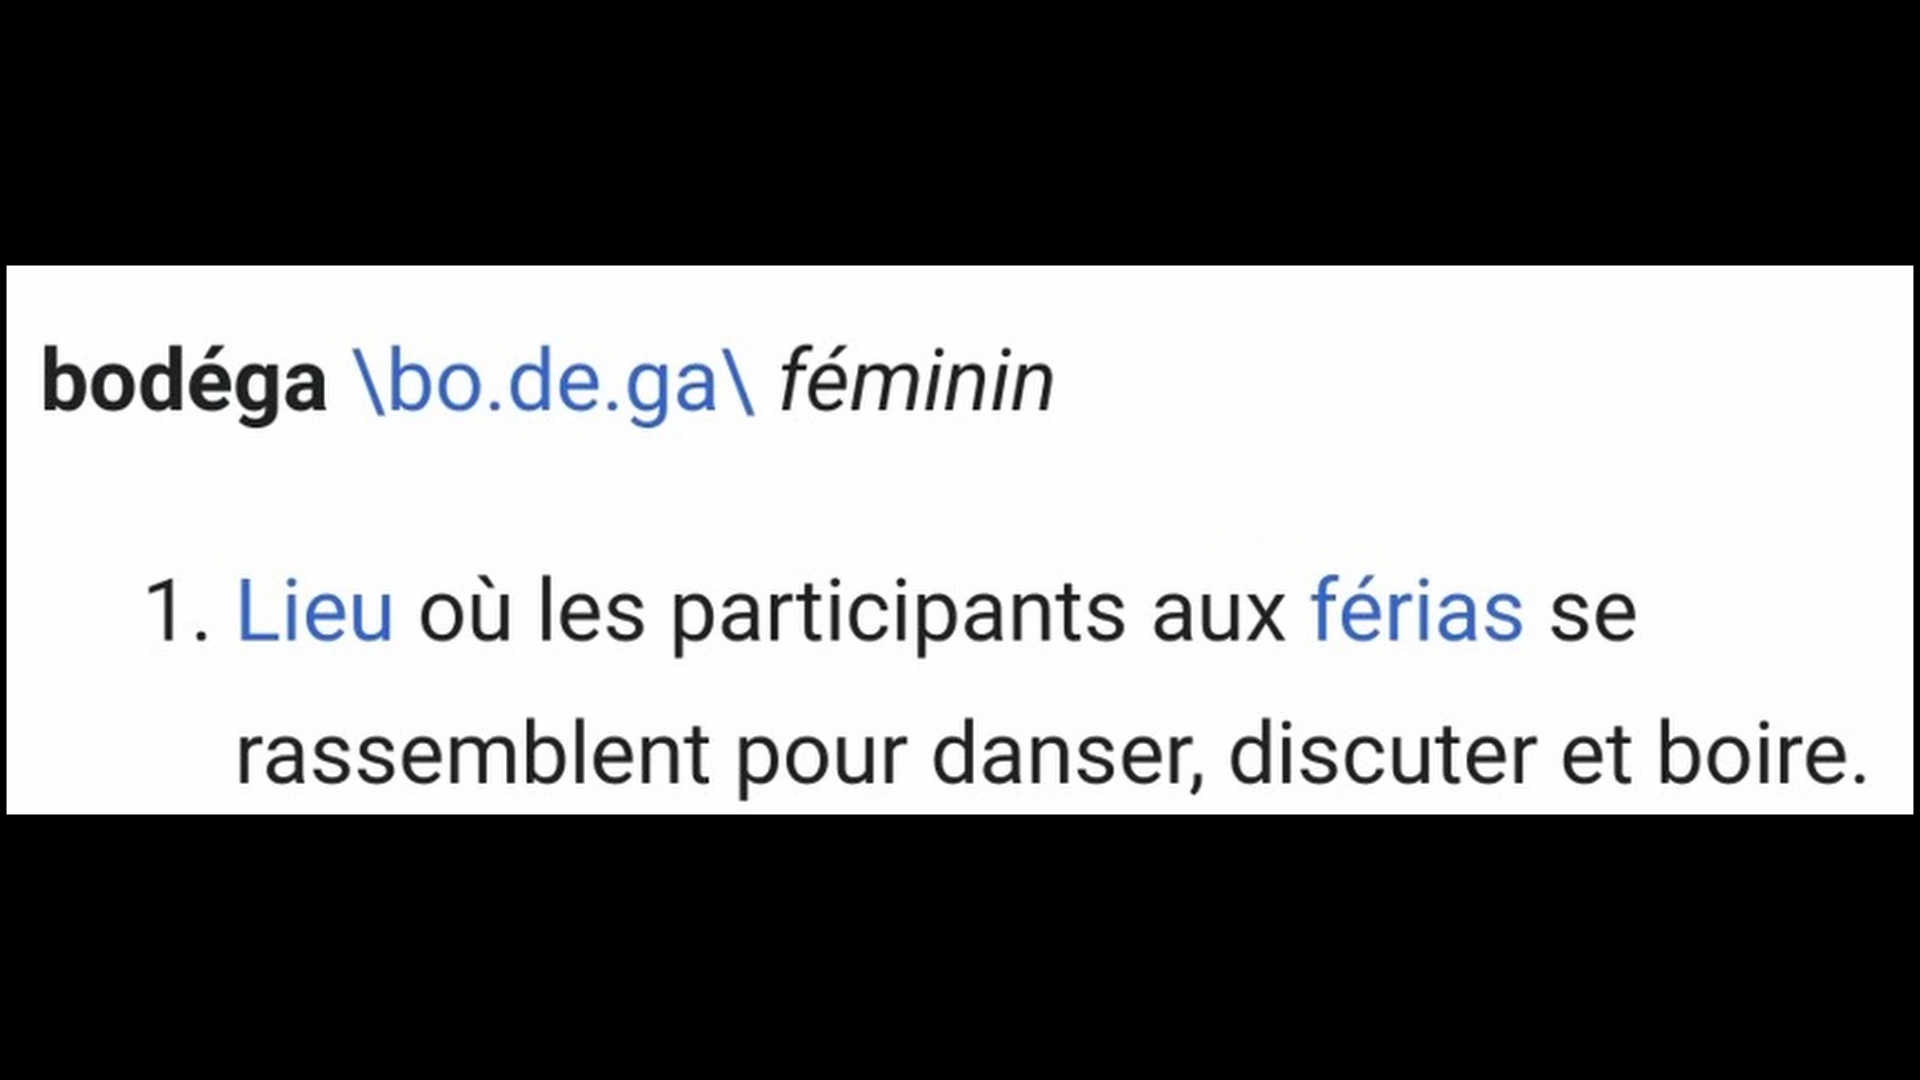 bodéga \bo.de.ga\ féminin
1. Lieu où les participants aux férias se
rassemblent pour danser, discuter et boire.